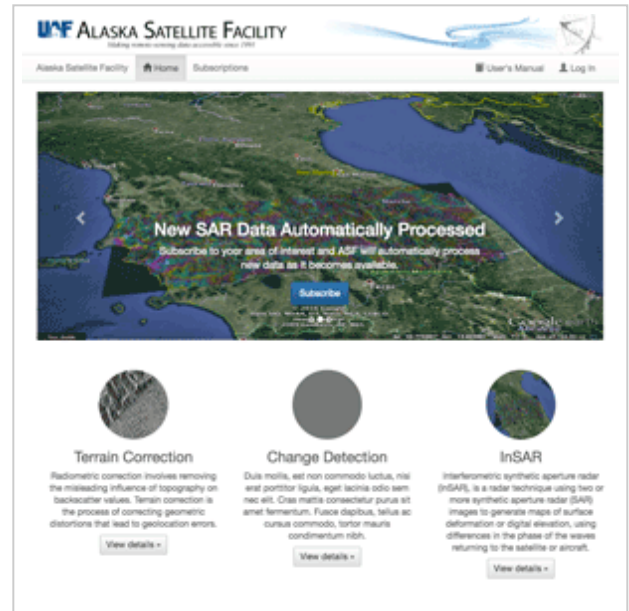 UAF ALASKA SATELLITE FACILITY
Making remote-sensing data accessible since 1991
Alaska Satellite Facility Home Subscriptions User's Manual Log In
New SAR Data Automatically Processed
Subscribe to your area of interest and ASF will automatically process
new data as it becomes available.
Subscribe
Terrain Correction
Radiometric correction involves removing
the misleading influence of topography on
backscatter values. Terrain correction is
the process of correcting geometric
distortions that lead to geolocation errors.
View details »
Change Detection
Duis mollis, est non commodo luctus, nisi
erat porttitor ligula, eget lacinia odio sem
nec elit. Cras mattis consectetur purus sit
amet fermentum. Fusce dapibus, tellus ac
cursus commodo, tortor mauris
condimentum nibh.
View details »
InSAR
Interferometric synthetic aperture radar
(InSAR), is a radar technique using two or
more synthetic aperture radar (SAR)
images to generate maps of surface
deformation or digital elevation, using
differences in the phase of the waves
returning to the satellite or aircraft.
View details »